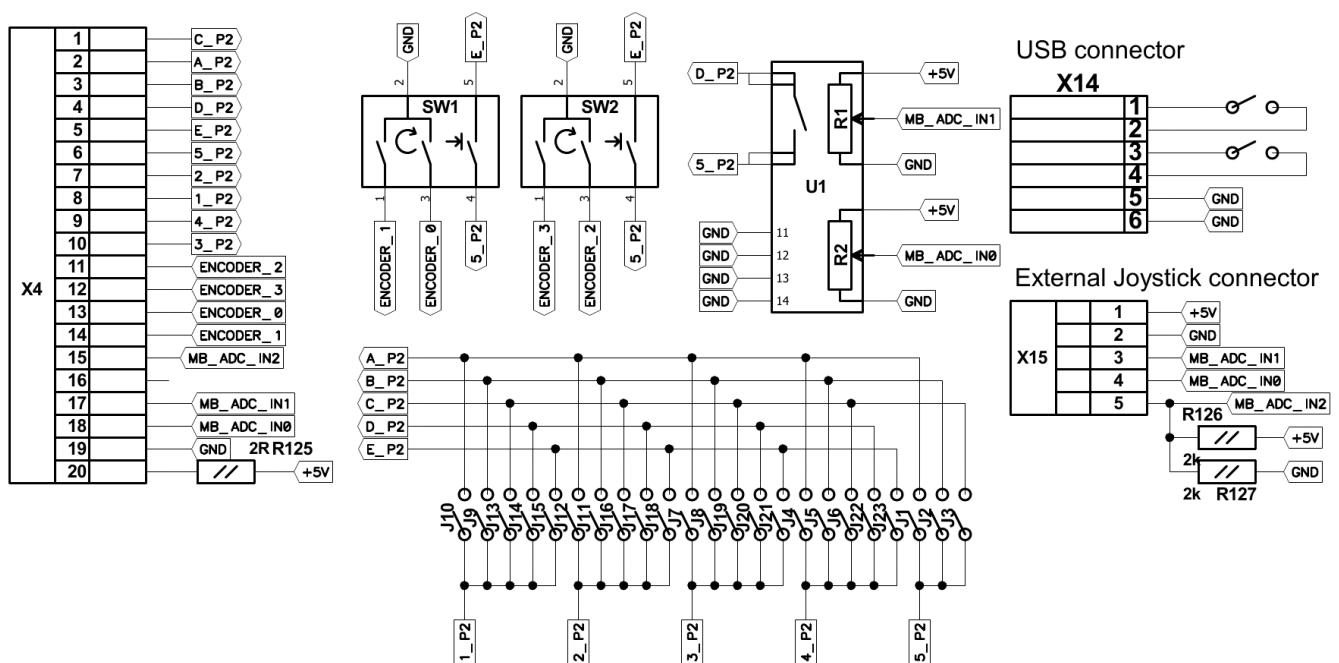 X4
1 C_P2
2 A_P2
3 B_P2
4 D_P2
5 E_P2
6 5_P2
7 2_P2
8 1_P2
9 4_P2
10 3_P2
11 ENCODER_2
12 ENCODER_3
13 ENCODER_0
14 ENCODER_1
15 MB_ADC_IN2
16
17 MB_ADC_IN1
18 MB_ADC_IN0
19 GND 2R R125
20 +5V
GND E_P2
2 5
SW1
1 3 4
ENCODER_1 ENCODER_0 5_P2
GND E_P2
2 5
SW2
1 3 4
ENCODER_3 ENCODER_2 5_P2
D_P2 +5V
R1 MB_ADC_IN1
5_P2 GND
U1
+5V
GND 11
GND 12 R2 MB_ADC_IN0
GND 13
GND 14 GND
USB connector
X14
1
2
3
4
5 GND
6 GND
External Joystick connector
X15
1 +5V
2 GND
3 MB_ADC_IN1
4 MB_ADC_IN0
5 MB_ADC_IN2
R126
+5V
2k
GND
2k R127
A_P2
B_P2
C_P2
D_P2
E_P2
J10 J9 J13 J14 J15 J12 J11 J16 J17 J18 J7 J8 J19 J20 J21 J4 J5 J6 J22 J23 J1 J2 J3
1_P2 2_P2 3_P2 4_P2 5_P2